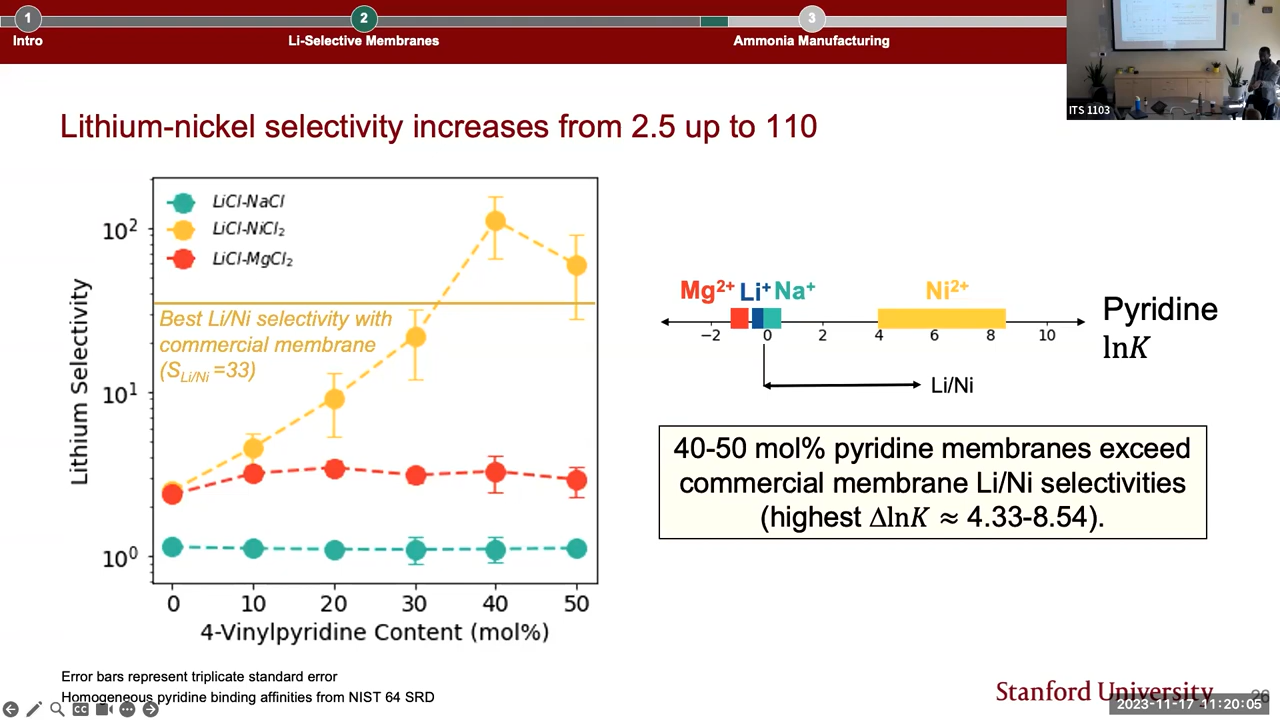 1
2
3
Intro
Li-Selective Membranes
Ammonia Manufacturing
ITS 1103
Lithium-nickel selectivity increases from 2.5 up to 110
LiCl-NaCl
LiCl-NiCl₂
LiCl-MgCl₂
10²
10¹
10⁰
Lithium Selectivity
Best Li/Ni selectivity with
commercial membrane
(S_Li/Ni =33)
0 10 20 30 40 50
4-Vinylpyridine Content (mol%)
Mg²⁺ Li⁺ Na⁺ Ni²⁺
−2 0 2 4 6 8 10
Pyridine
lnK
Li/Ni
40-50 mol% pyridine membranes exceed
commercial membrane Li/Ni selectivities
(highest ΔlnK ≈ 4.33-8.54).
Error bars represent triplicate standard error
Homogeneous pyridine binding affinities from NIST 64 SRD
CC
Stanford University
26
2023-11-17 11:20:05